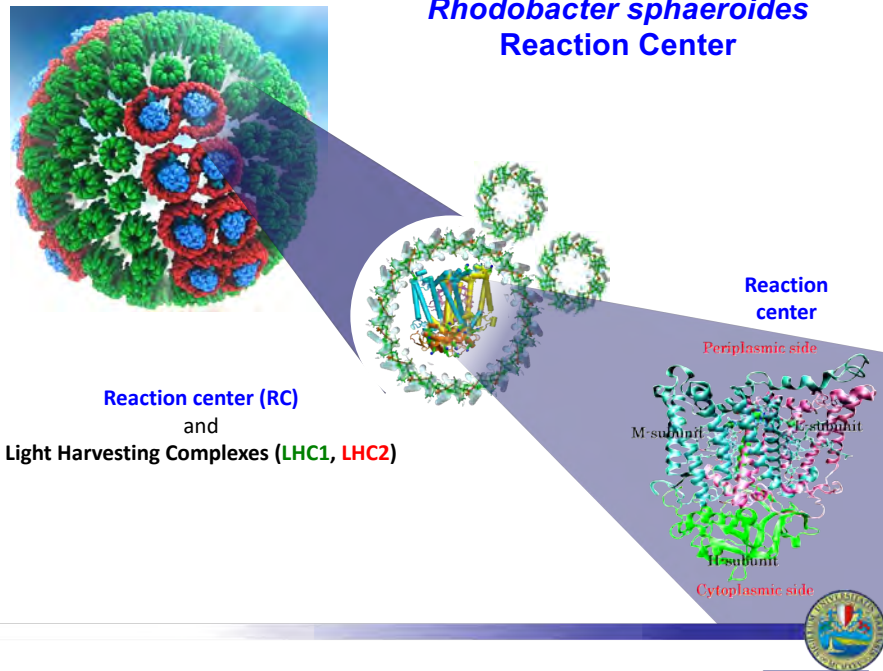 Rhodobacter sphaeroides
Reaction Center
Reaction center (RC)
and
Light Harvesting Complexes (LHC1, LHC2)
Reaction
center
Periplasmic side
M-subunit
L-subunit
H-subunit
Cytoplasmic side